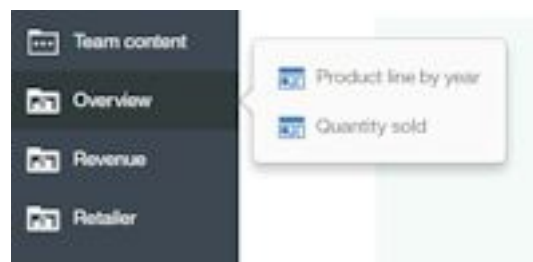 Team content
Overview
Product line by year
Quantity sold
Revenue
Retailer